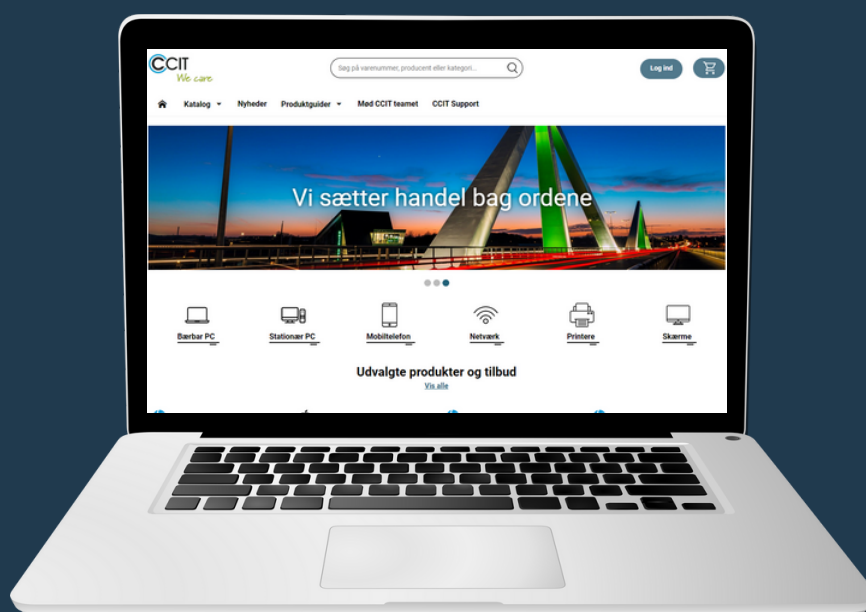 CCIT
We care
Søg på varenummer, producent eller kategori...
Log ind
Katalog
Nyheder
Produktguider
Mød CCIT teamet
CCIT Support
Vi sætter handel bag ordene
Bærbar PC
Stationær PC
Mobiltelefon
Netværk
Printere
Skærme
Udvalgte produkter og tilbud
Vis alle